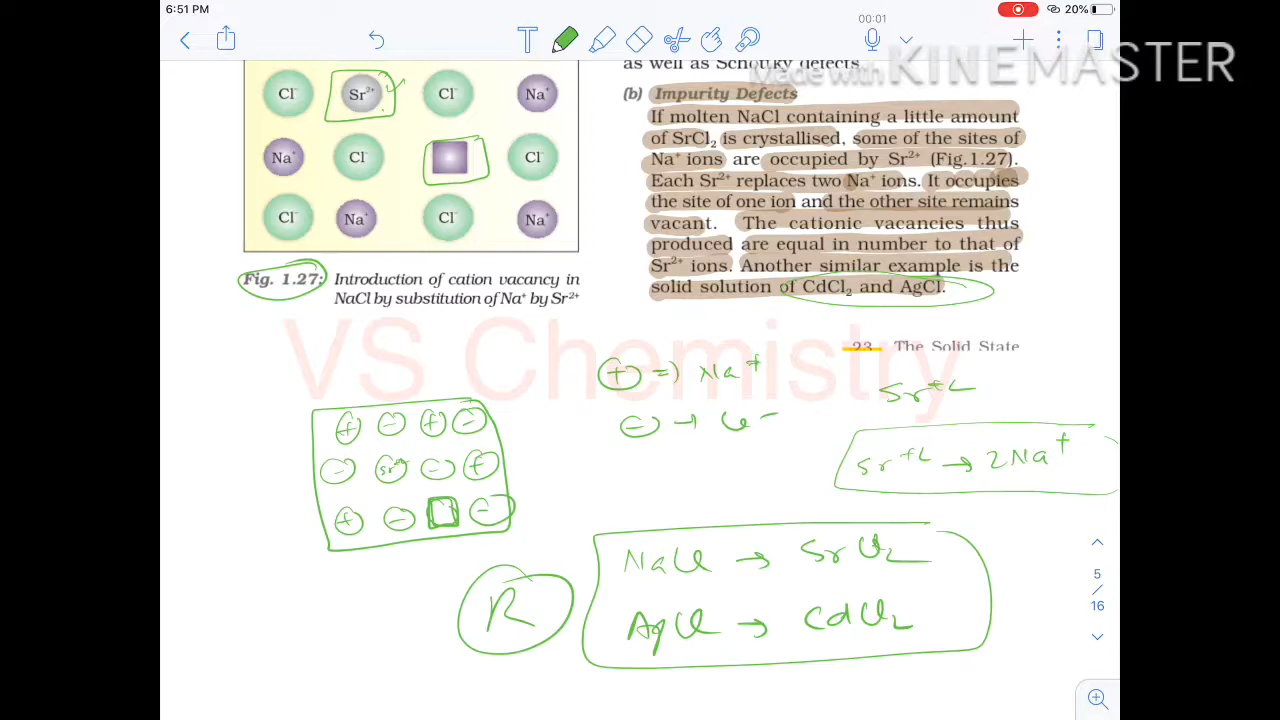 6:51 PM
20%
00:01
T
Made with KINEMASTER
as well as Schottky defects.
Cl⁻ Sr²⁺ Cl⁻ Na⁺
Na⁺ Cl⁻ Cl⁻
Cl⁻ Na⁺ Cl⁻ Na⁺
Fig. 1.27: Introduction of cation vacancy in
NaCl by substitution of Na⁺ by Sr²⁺
(b) Impurity Defects
If molten NaCl containing a little amount
of SrCl₂ is crystallised, some of the sites of
Na⁺ ions are occupied by Sr²⁺ (Fig.1.27).
Each Sr²⁺ replaces two Na⁺ ions. It occupies
the site of one ion and the other site remains
vacant. The cationic vacancies thus
produced are equal in number to that of
Sr²⁺ ions. Another similar example is the
solid solution of CdCl₂ and AgCl.
23 The Solid State
VS Chemistry
+ => Na⁺
− → Cl⁻
Sr⁺²
Sr⁺² → 2Na⁺
+ − + −
− Sr⁺² − +
+ − −
R
NaCl → SrCl₂
AgCl → CdCl₂
5
/
16